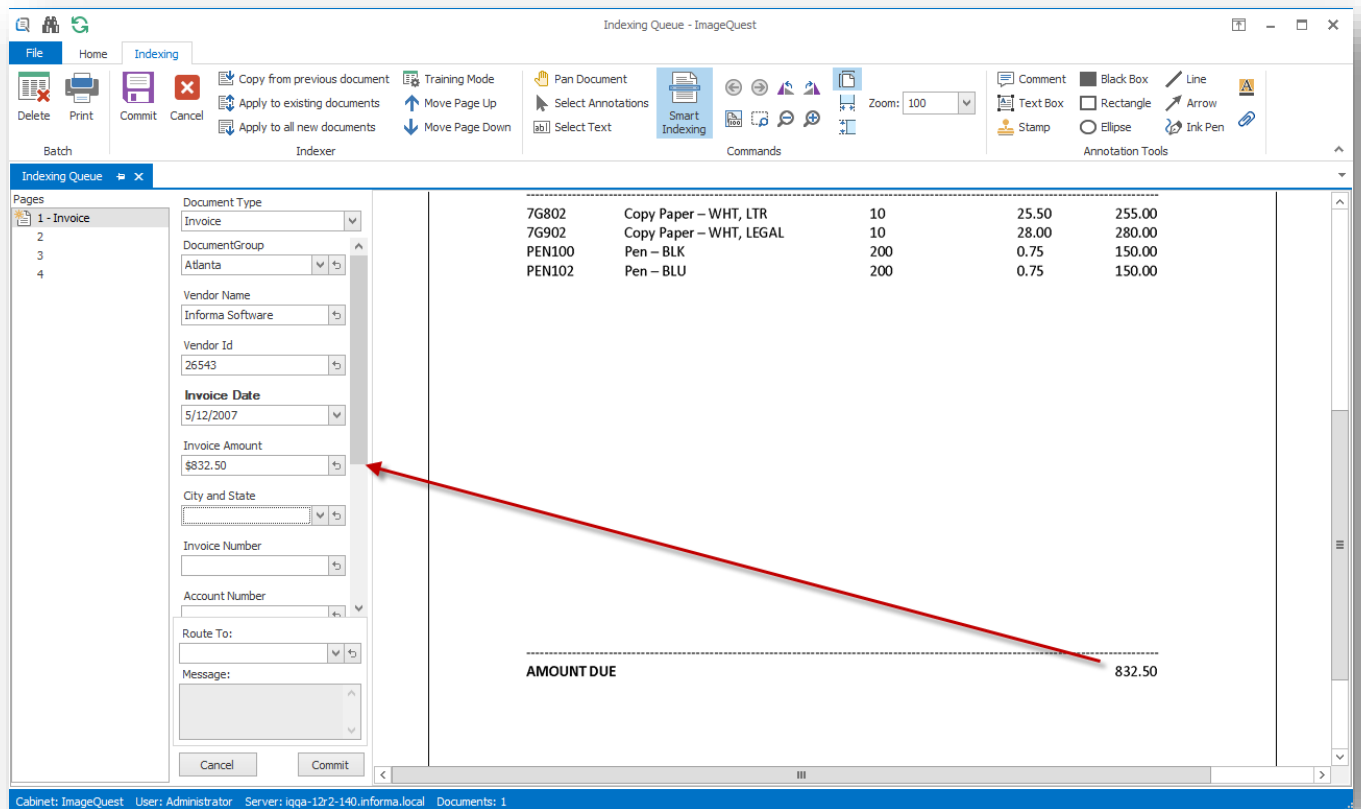 Indexing Queue - ImageQuest
File Home Indexing
Delete Print Commit Cancel
Copy from previous document
Apply to existing documents
Apply to all new documents
Training Mode
Move Page Up
Move Page Down
Pan Document
Select Annotations
Select Text
Smart Indexing
Zoom: 100
Comment
Text Box
Stamp
Black Box
Rectangle
Ellipse
Line
Arrow
Ink Pen
Batch Indexer Commands Annotation Tools
Indexing Queue
Pages
1 - Invoice
2
3
4
Document Type
Invoice
DocumentGroup
Atlanta
Vendor Name
Informa Software
Vendor Id
26543
Invoice Date
5/12/2007
Invoice Amount
$832.50
City and State
Invoice Number
Account Number
Route To:
Message:
Cancel Commit
7G802 Copy Paper – WHT, LTR 10 25.50 255.00
7G902 Copy Paper – WHT, LEGAL 10 28.00 280.00
PEN100 Pen – BLK 200 0.75 150.00
PEN102 Pen – BLU 200 0.75 150.00
AMOUNT DUE 832.50
Cabinet: ImageQuest User: Administrator Server: iqqa-12r2-140.informa.local Documents: 1